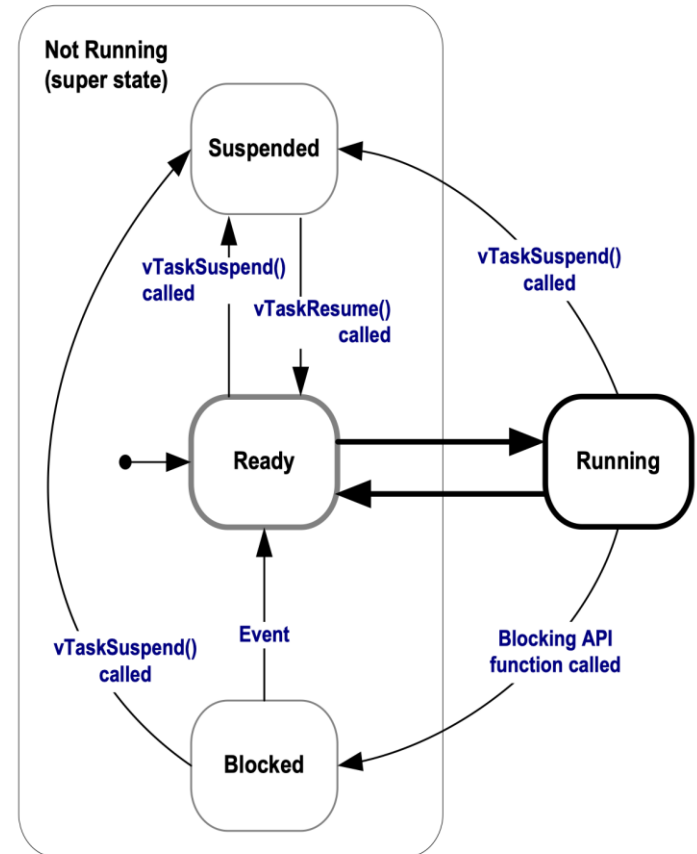 Not Running
(super state)
Suspended
vTaskSuspend()
called
vTaskResume()
called
vTaskSuspend()
called
Ready
Running
Event
vTaskSuspend()
called
Blocking API
function called
Blocked